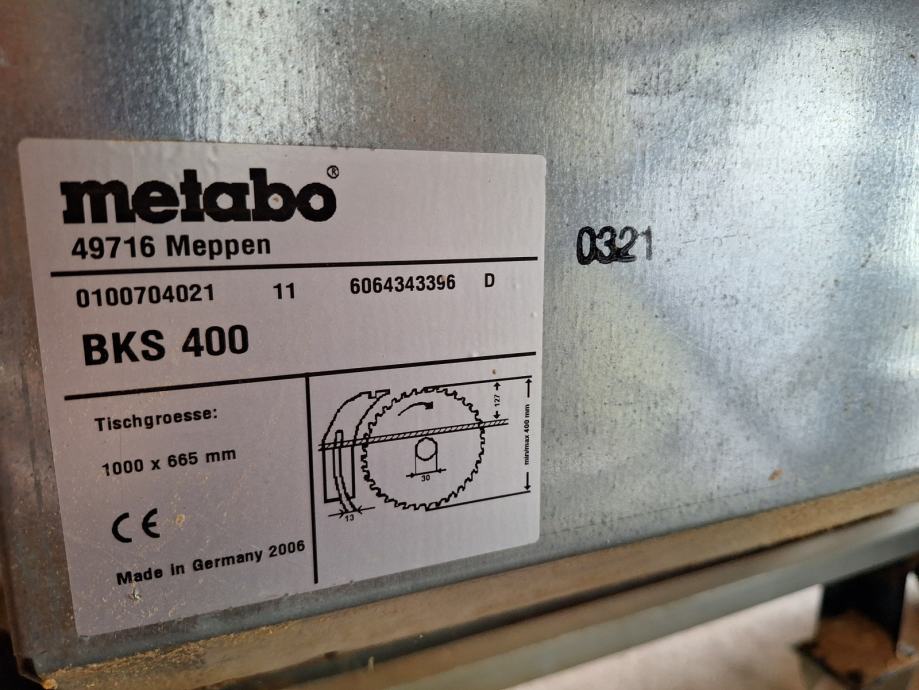 metabo®
49716 Meppen
0100704021 11 6064343396 D
BKS 400
Tischgroesse:
1000 x 665 mm
CE
Made in Germany 2006
127
min/max 400 mm
30
13
0321